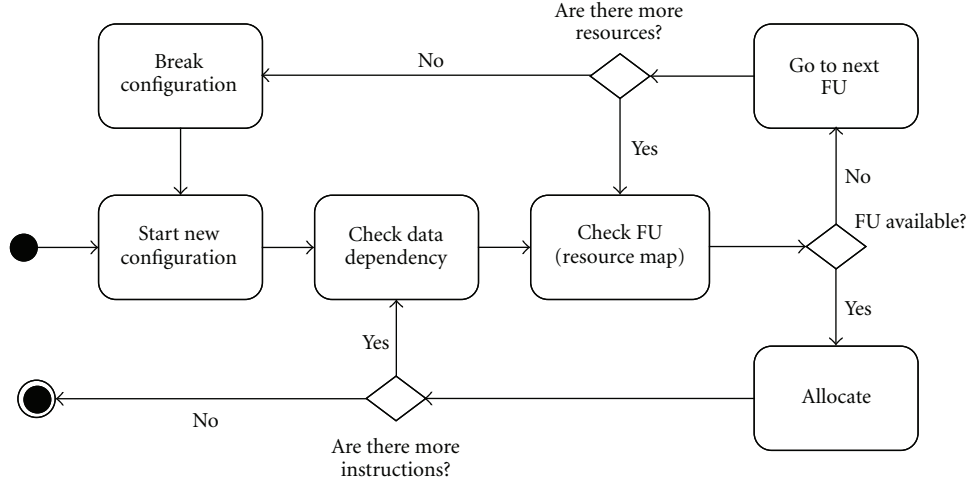 Are there more
resources?
Break
configuration
No
Go to next
FU
Yes
No
FU available?
Start new
configuration
Check data
dependency
Check FU
(resource map)
Yes
Yes
Allocate
No
Are there more
instructions?